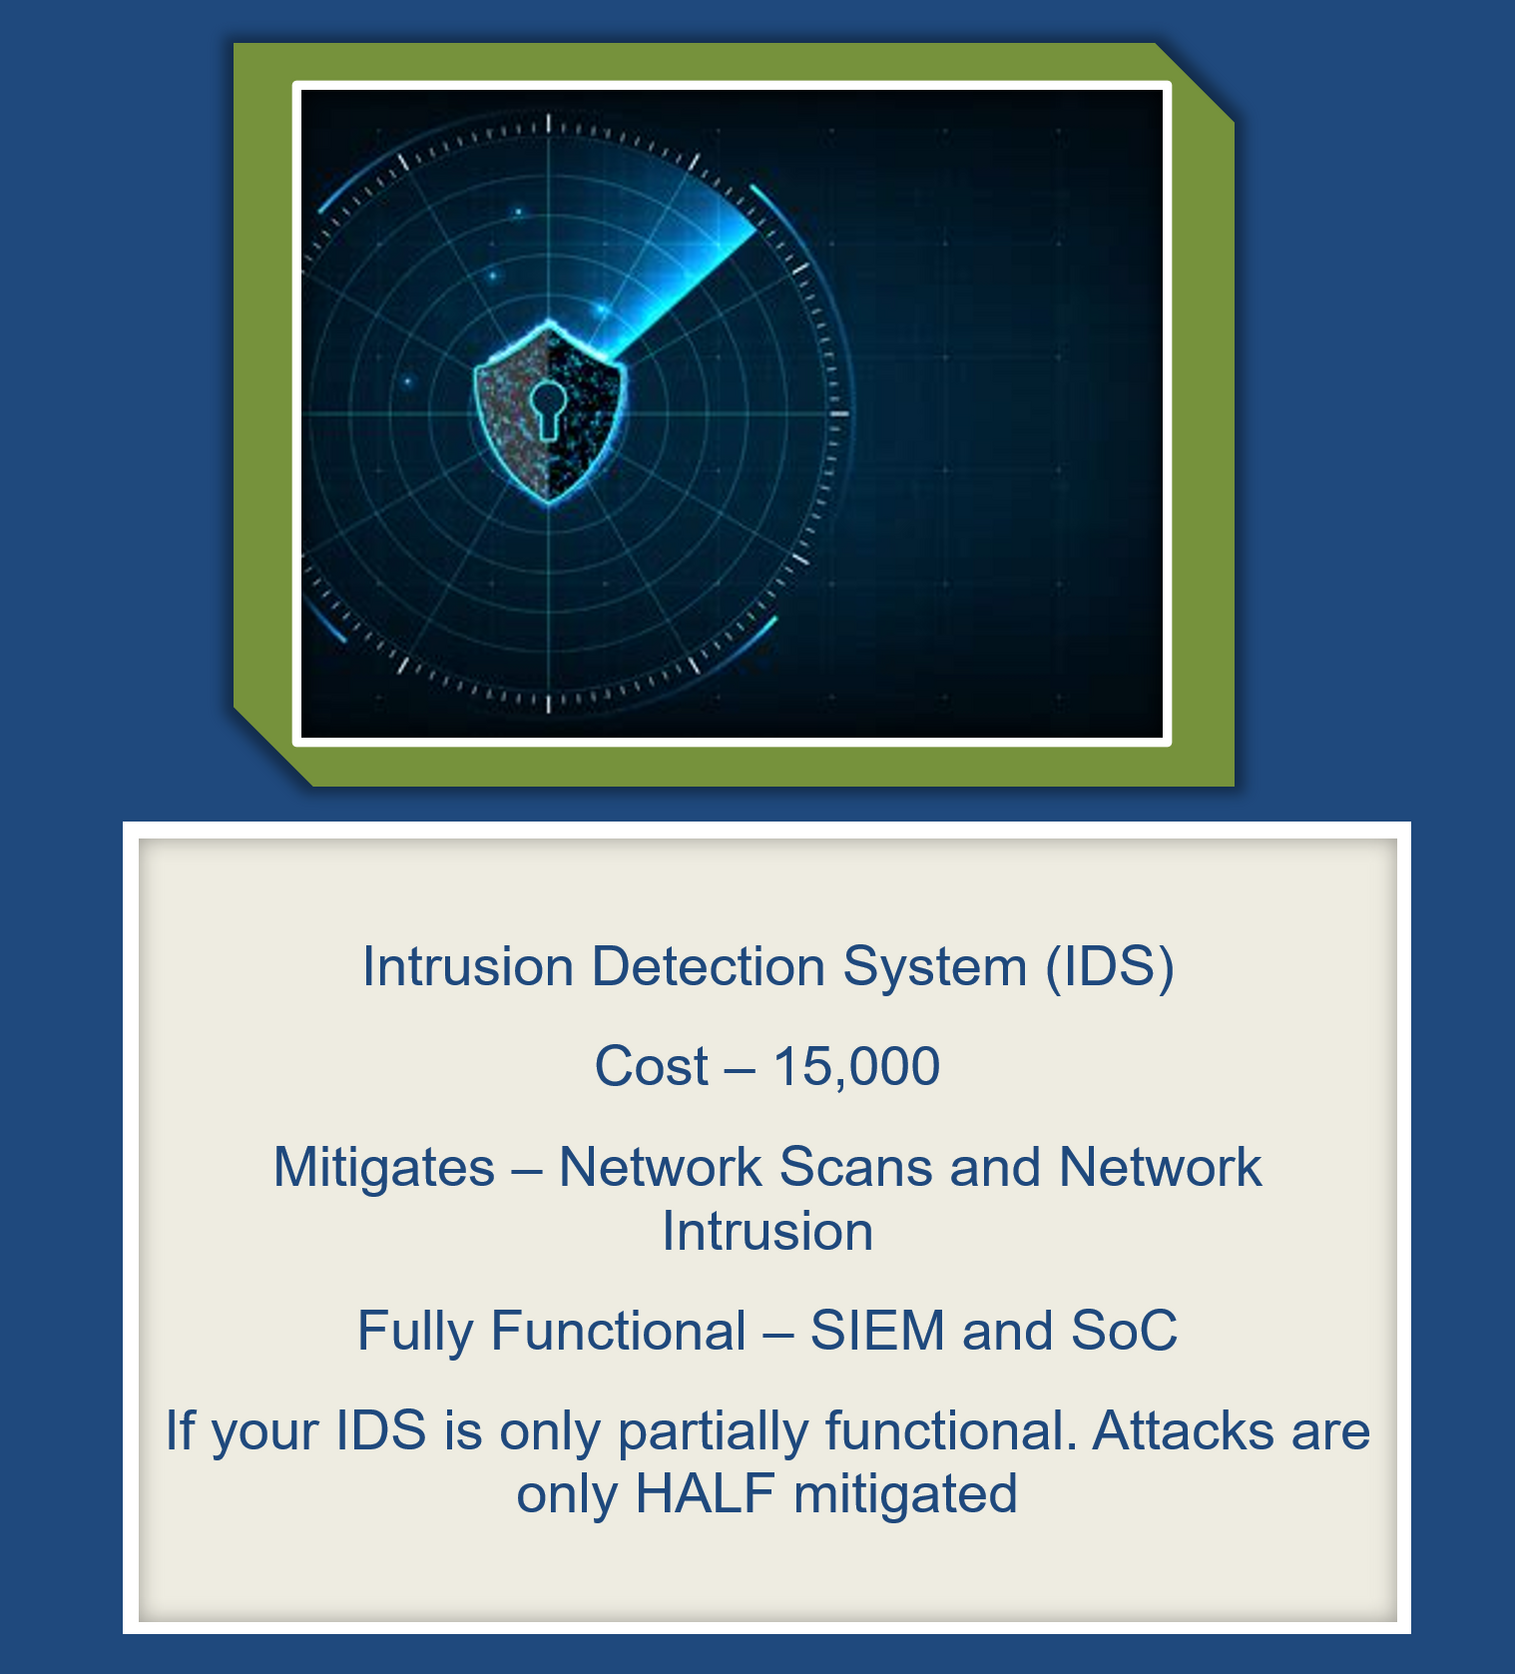 Intrusion Detection System (IDS)
Cost – 15,000
Mitigates – Network Scans and Network
Intrusion
Fully Functional – SIEM and SoC
If your IDS is only partially functional. Attacks are
only HALF mitigated